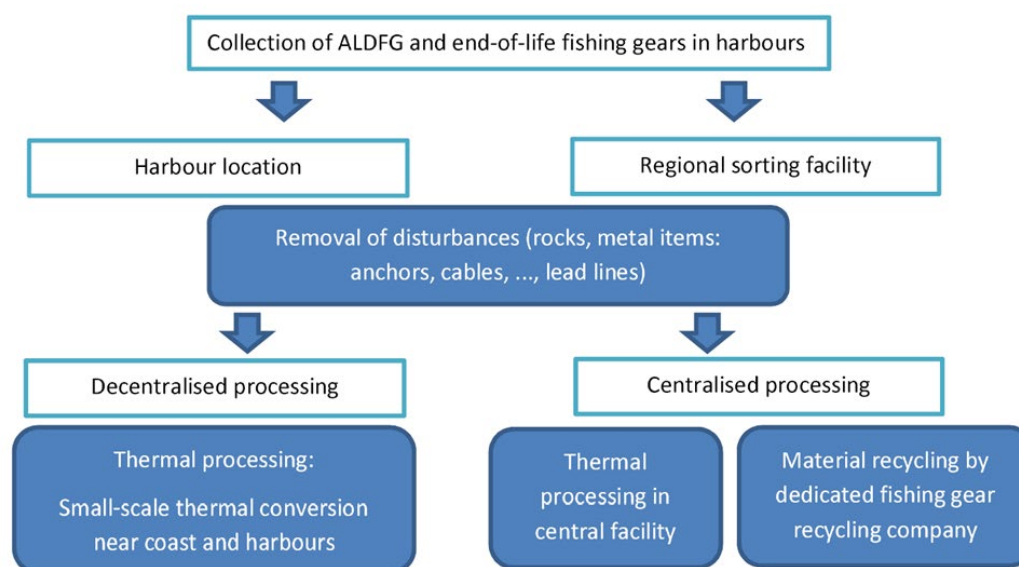 Collection of ALDFG and end-of-life fishing gears in harbours
Harbour location
Regional sorting facility
Removal of disturbances (rocks, metal items:
anchors, cables, ..., lead lines)
Decentralised processing
Centralised processing
Thermal processing:
Small-scale thermal conversion
near coast and harbours
Thermal
processing in
central facility
Material recycling by
dedicated fishing gear
recycling company